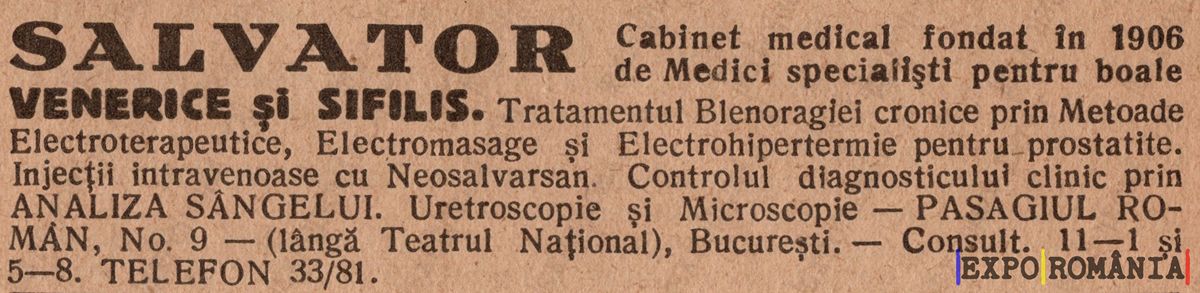 SALVATOR Cabinet medical fondat în 1906
de Medici specialişti pentru boale
VENERICE şi SIFILIS. Tratamentul Blenoragiei cronice prin Metoade
Electroterapeutice, Electromasage şi Electrohipertermie pentru prostatite.
Injecţii intravenoase cu Neosalvarsan. Controlul diagnosticului clinic prin
ANALIZA SÂNGELUI. Uretroscopie şi Microscopie — PASAGIUL RO-
MÂN, No. 9 — (lângă Teatrul Naţional), Bucureşti. — Consult. 11—1 şi
5—8. TELEFON 33/81.
EXPO ROMÂNIA